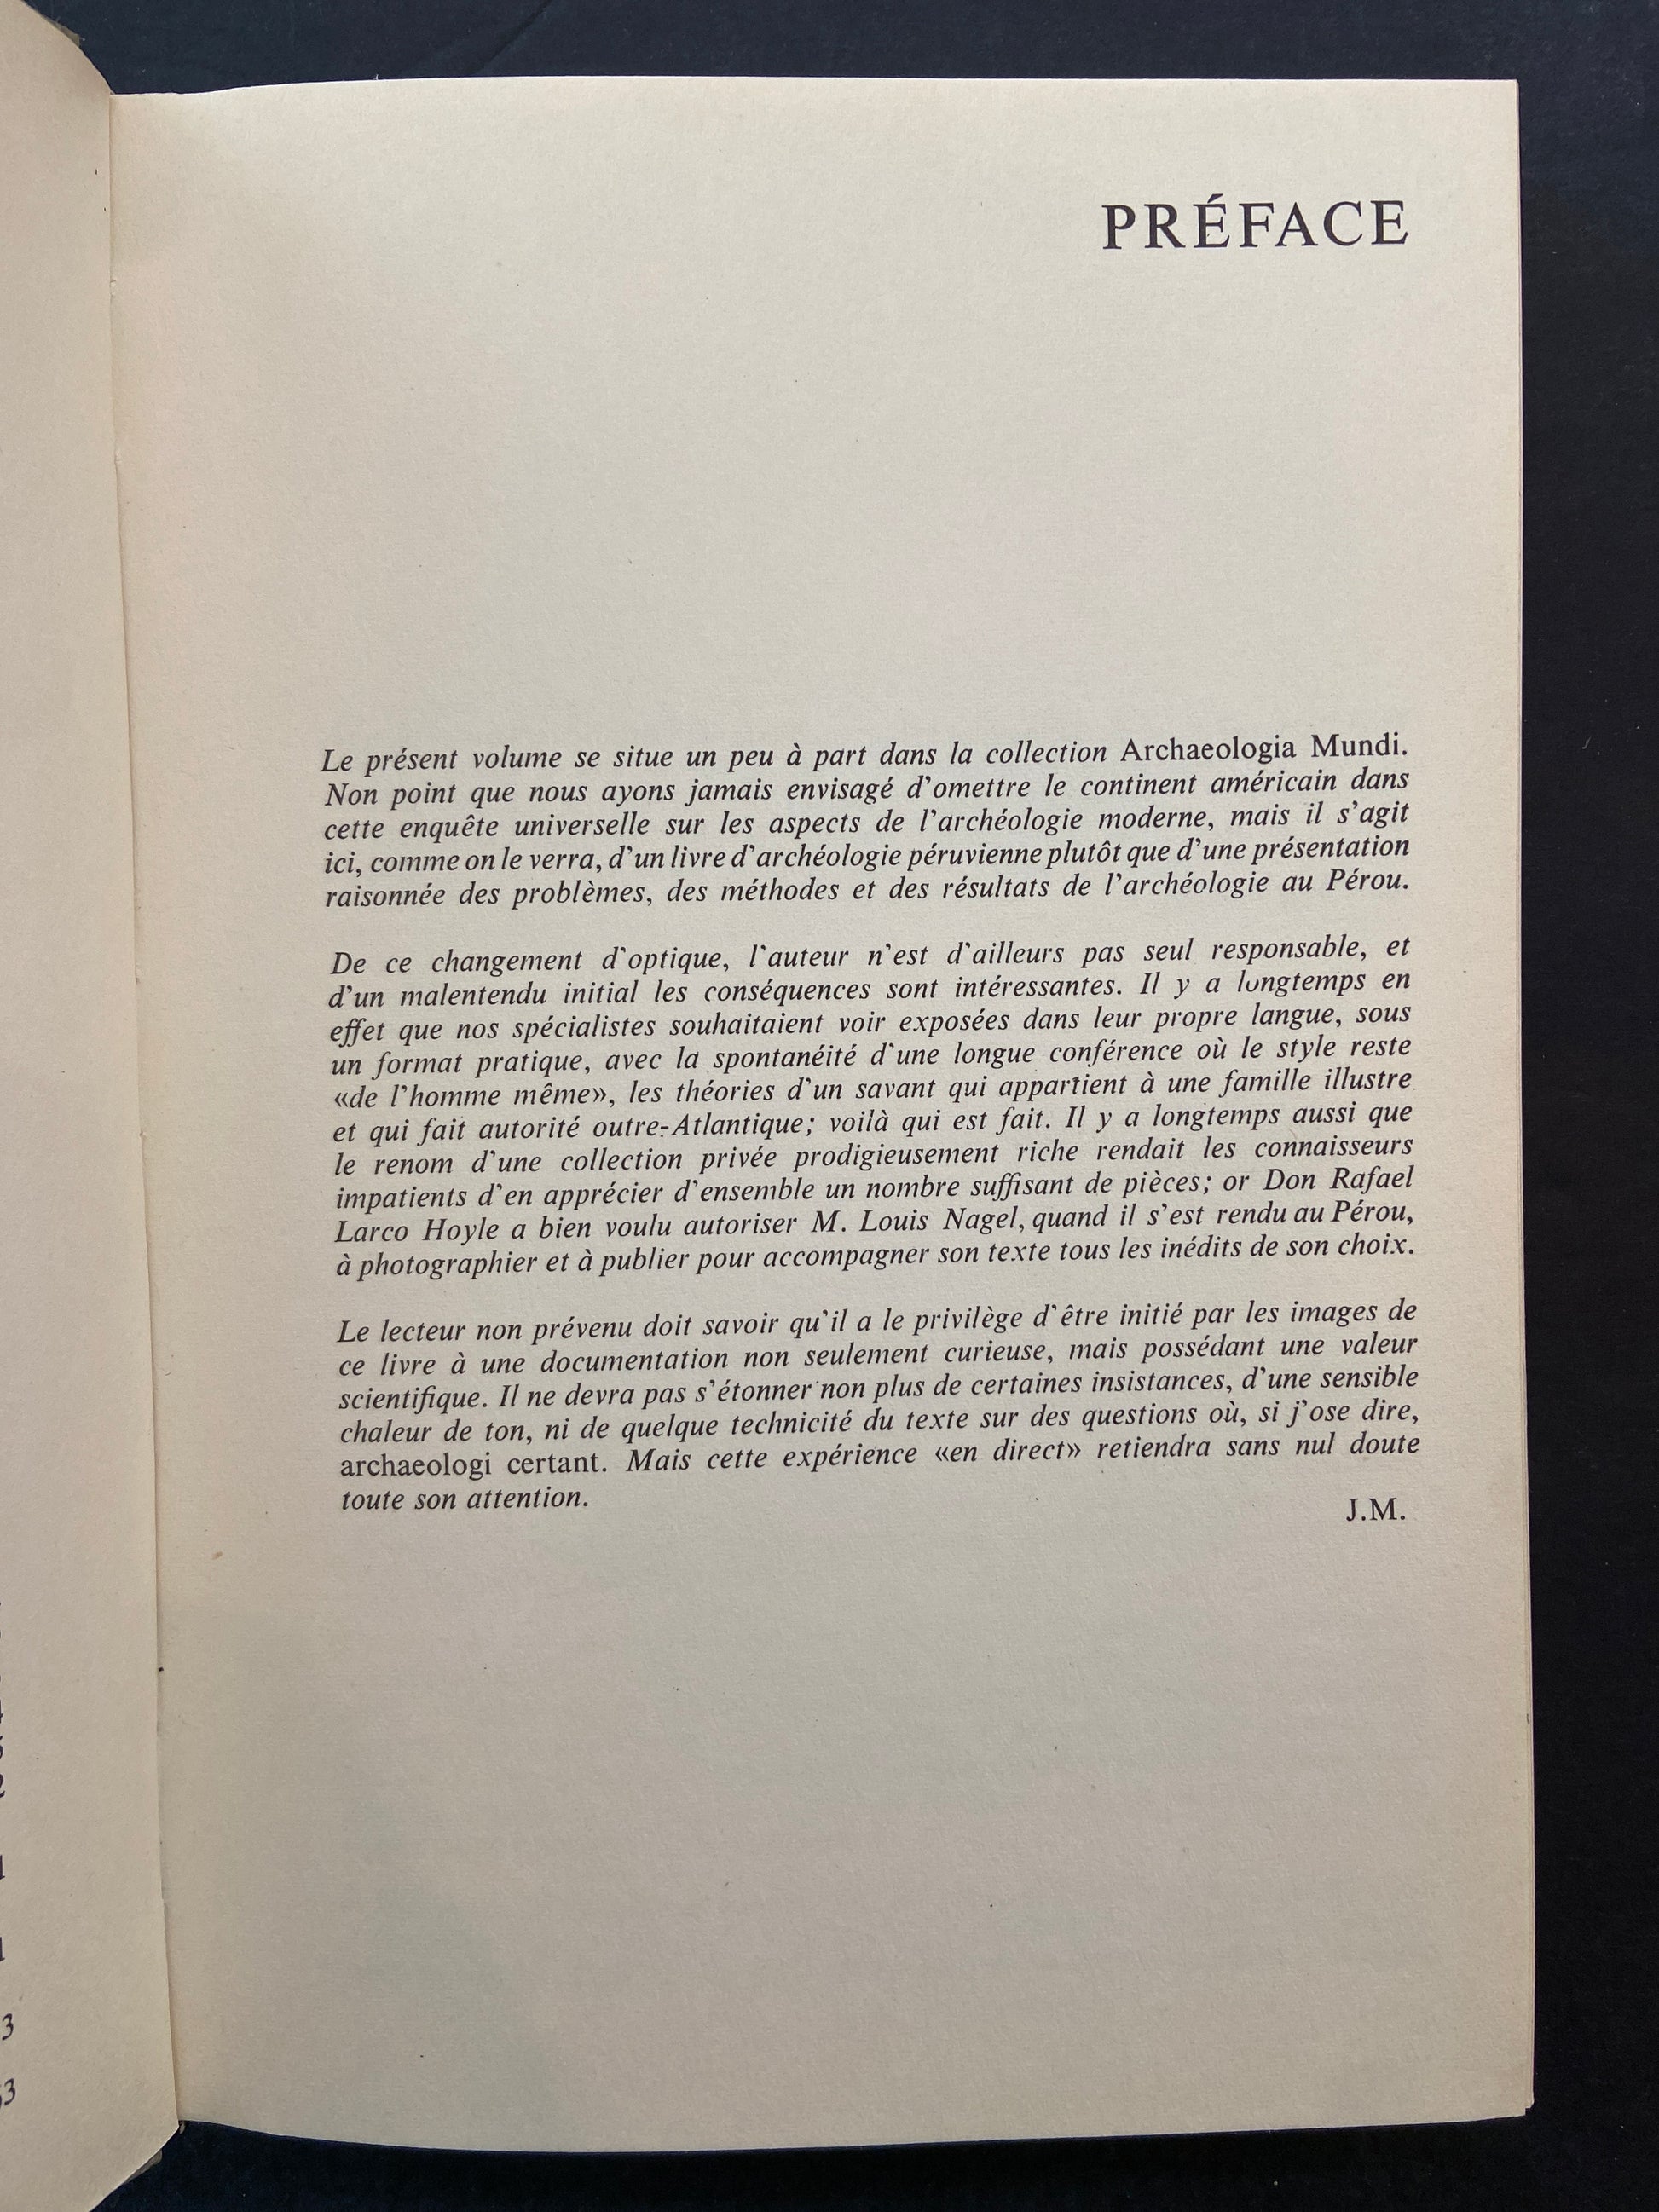 PRÉFACE
Le présent volume se situe un peu à part dans la collection Archaeologia Mundi.
Non point que nous ayons jamais envisagé d'omettre le continent américain dans
cette enquête universelle sur les aspects de l'archéologie moderne, mais il s'agit
ici, comme on le verra, d'un livre d'archéologie péruvienne plutôt que d'une présentation
raisonnée des problèmes, des méthodes et des résultats de l'archéologie au Pérou.
De ce changement d'optique, l'auteur n'est d'ailleurs pas seul responsable, et
d'un malentendu initial les conséquences sont intéressantes. Il y a longtemps en
effet que nos spécialistes souhaitaient voir exposées dans leur propre langue, sous
un format pratique, avec la spontanéité d'une longue conférence où le style reste
«de l'homme même», les théories d'un savant qui appartient à une famille illustre
et qui fait autorité outre-Atlantique; voilà qui est fait. Il y a longtemps aussi que
le renom d'une collection privée prodigieusement riche rendait les connaisseurs
impatients d'en apprécier d'ensemble un nombre suffisant de pièces; or Don Rafael
Larco Hoyle a bien voulu autoriser M. Louis Nagel, quand il s'est rendu au Pérou,
à photographier et à publier pour accompagner son texte tous les inédits de son choix.
Le lecteur non prévenu doit savoir qu'il a le privilège d'être initié par les images de
ce livre à une documentation non seulement curieuse, mais possédant une valeur
scientifique. Il ne devra pas s'étonner non plus de certaines insistances, d'une sensible
chaleur de ton, ni de quelque technicité du texte sur des questions où, si j'ose dire,
archaeologi certant. Mais cette expérience «en direct» retiendra sans nul doute
toute son attention.
J.M.